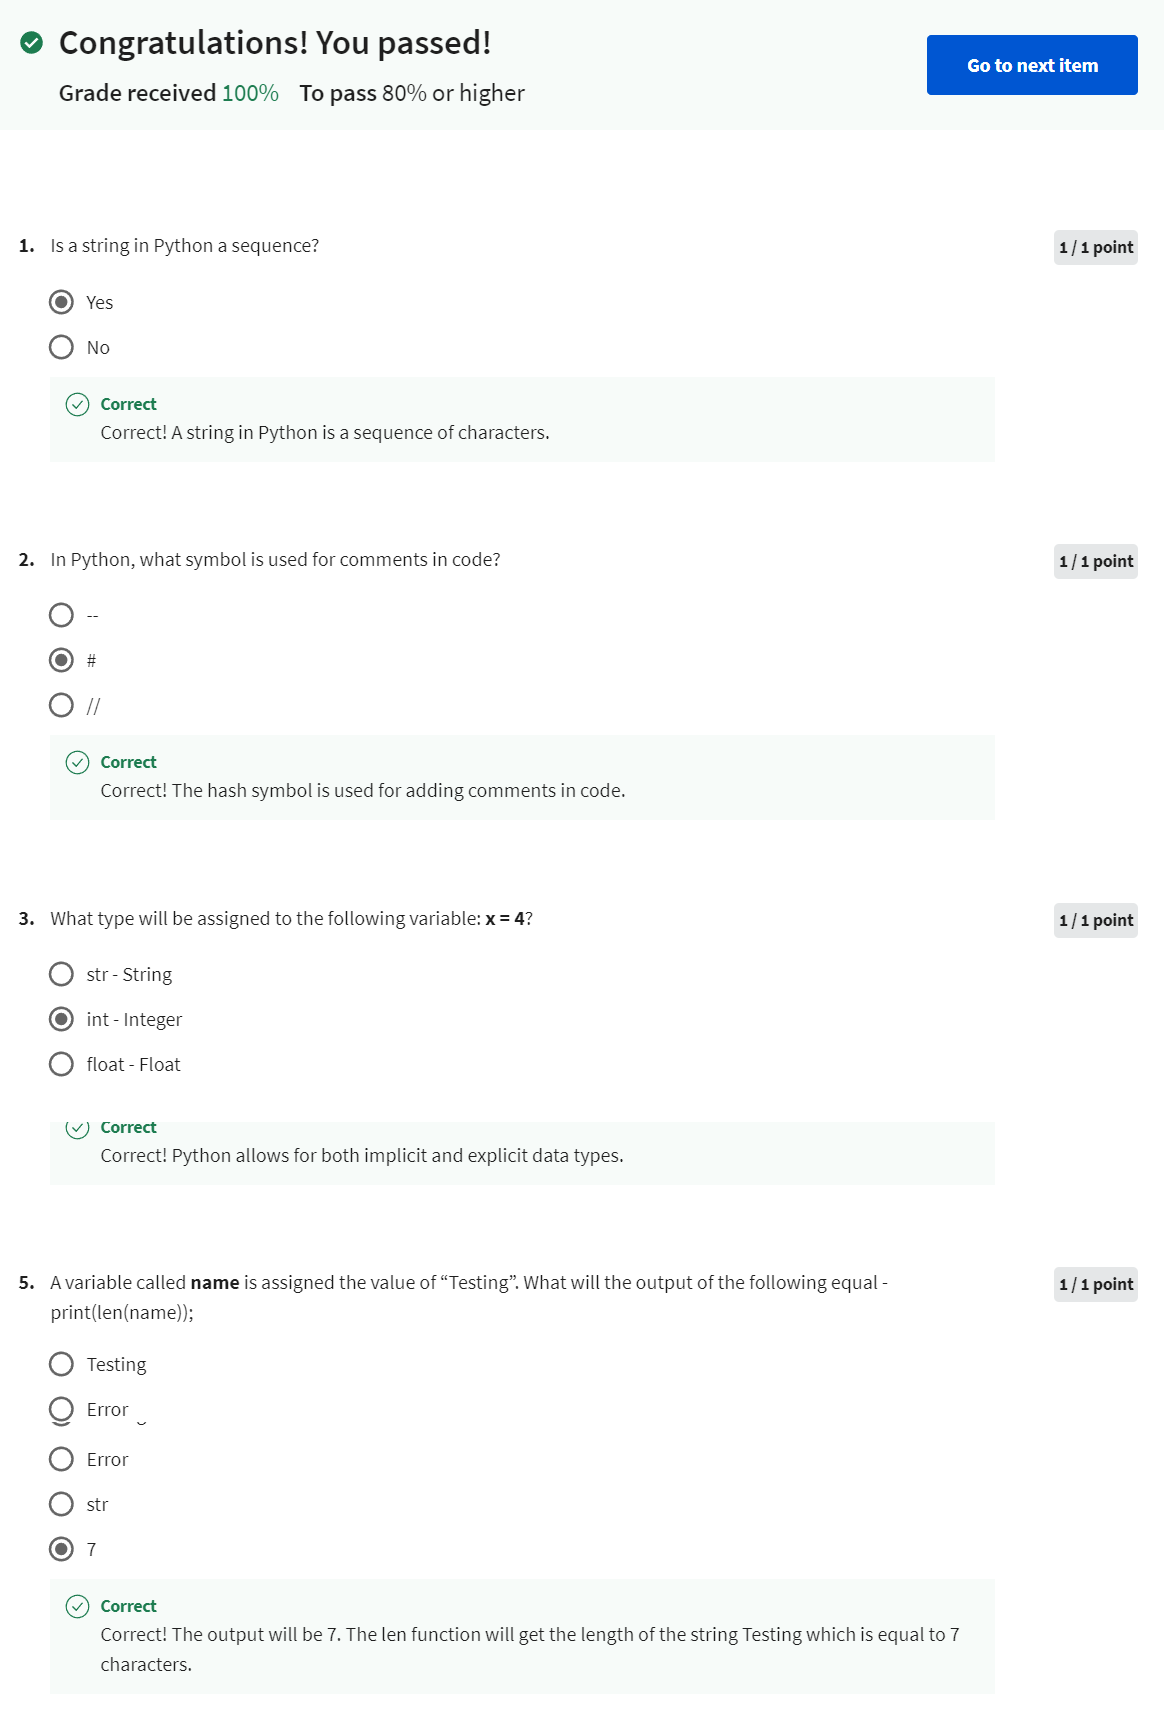 Congratulations! You passed!
Go to next item
Grade received 100% To pass 80% or higher
1. Is a string in Python a sequence?
1 / 1 point
Yes
No
Correct
Correct! A string in Python is a sequence of characters.
2. In Python, what symbol is used for comments in code?
1 / 1 point
--
#
//
Correct
Correct! The hash symbol is used for adding comments in code.
3. What type will be assigned to the following variable: x = 4?
1 / 1 point
str - String
int - Integer
float - Float
Correct
Correct! Python allows for both implicit and explicit data types.
5. A variable called name is assigned the value of “Testing”. What will the output of the following equal -
1 / 1 point
print(len(name));
Testing
Error
Error
str
7
Correct
Correct! The output will be 7. The len function will get the length of the string Testing which is equal to 7
characters.